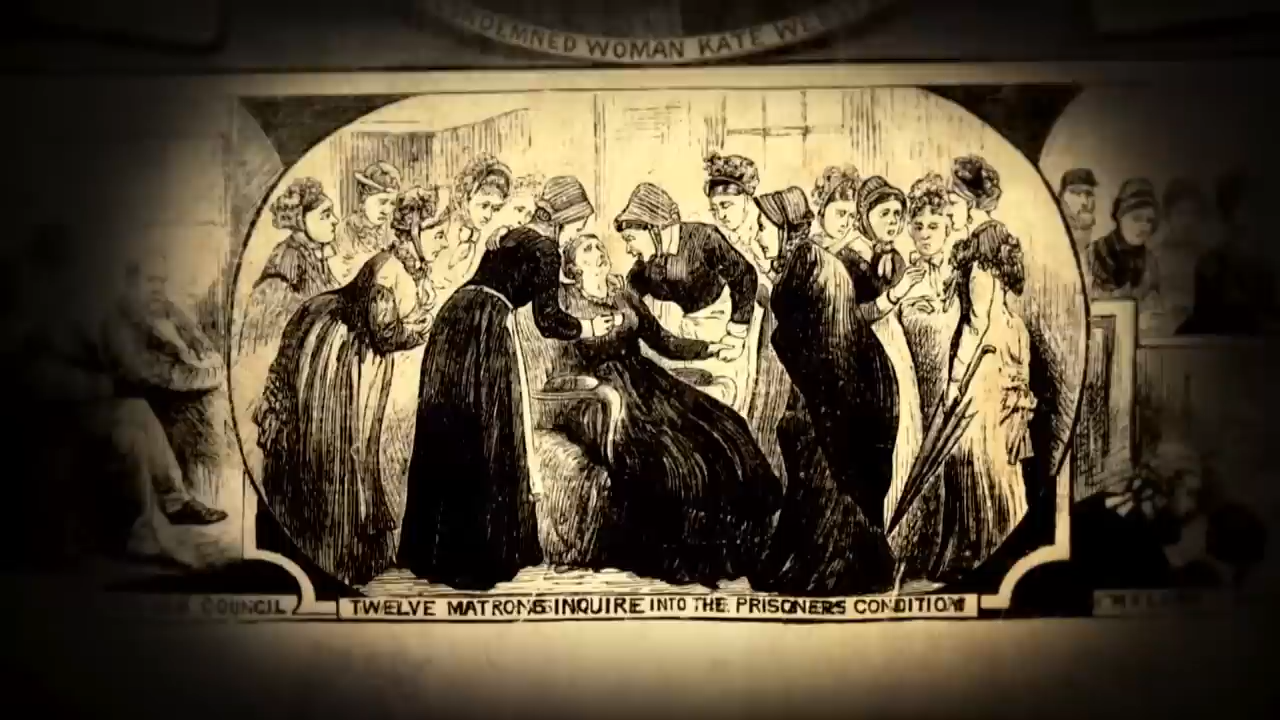 DEMNED WOMAN KATE WE
COUNCIL
TWELVE MATRONS INQUIRE INTO THE PRISONERS CONDITION